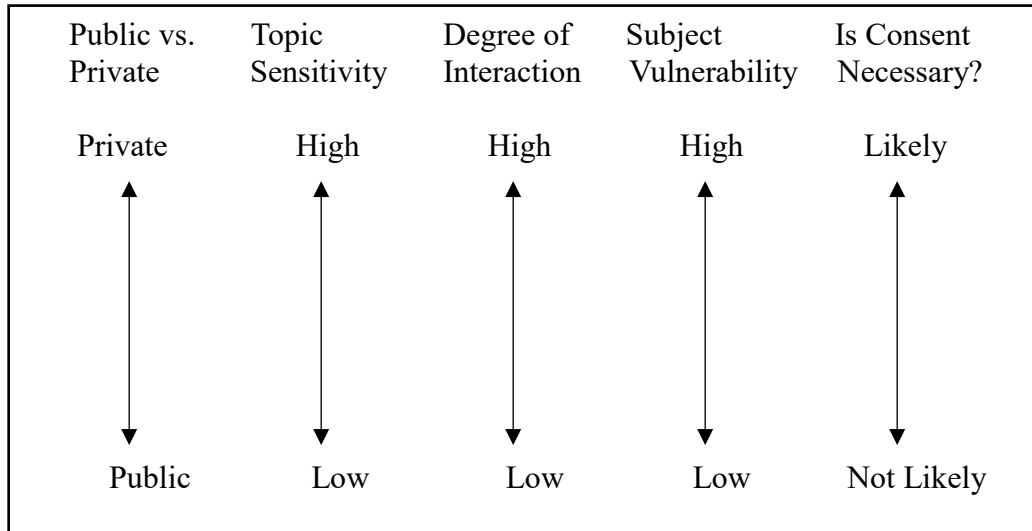 Public vs. Topic Degree of Subject Is Consent
Private Sensitivity Interaction Vulnerability Necessary?
Private High High High Likely
Public Low Low Low Not Likely